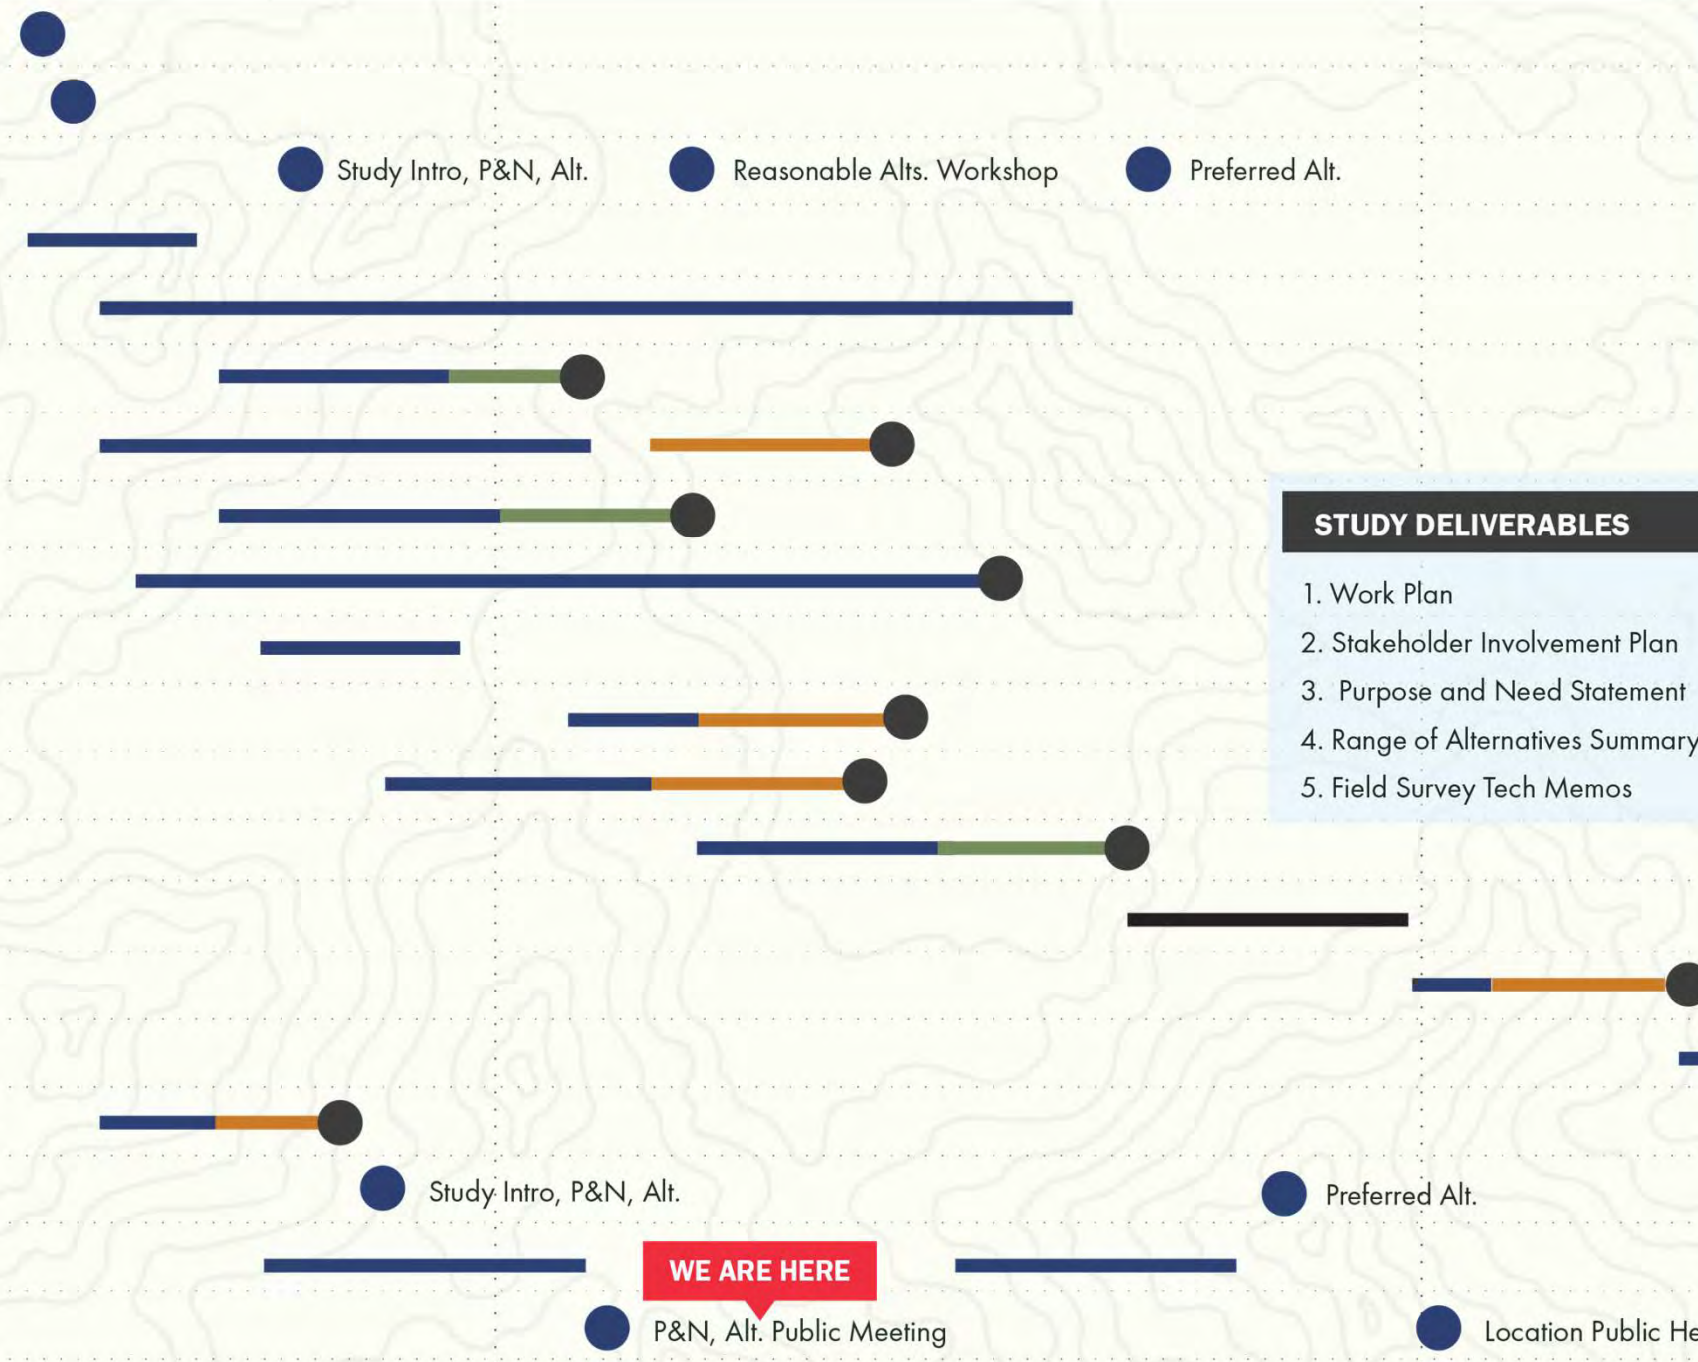 Study Intro, P&N, Alt.
Reasonable Alts. Workshop
Preferred Alt.
STUDY DELIVERABLES
1. Work Plan
2. Stakeholder Involvement Plan
3. Purpose and Need Statement
4. Range of Alternatives Summary
5. Field Survey Tech Memos
Study Intro, P&N, Alt.
Preferred Alt.
WE ARE HERE
P&N, Alt. Public Meeting
Location Public